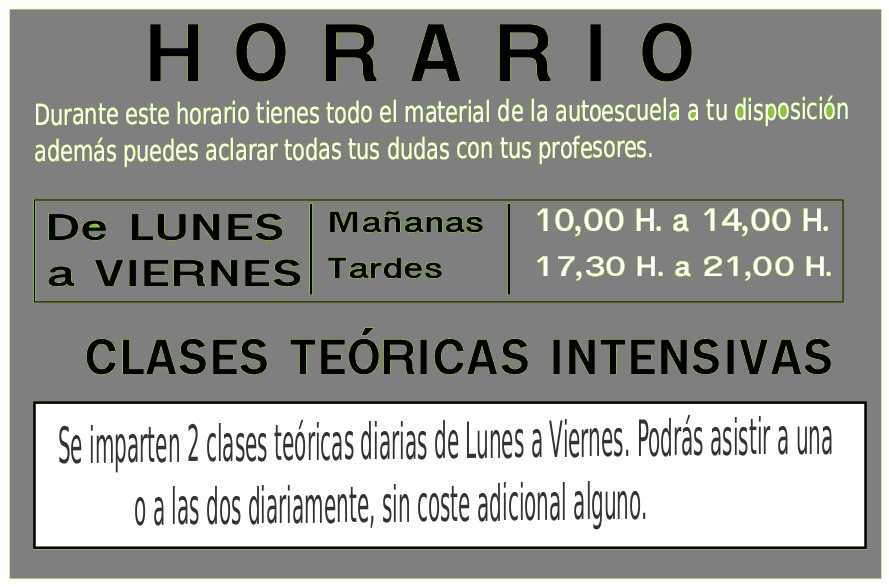 HORARIO
Durante este horario tienes todo el material de la autoescuela a tu disposición
además puedes aclarar todas tus dudas con tus profesores.
De LUNES Mañanas 10,00 H. a 14,00 H.
a VIERNES Tardes 17,30 H. a 21,00 H.
CLASES TEÓRICAS INTENSIVAS
Se imparten 2 clases teóricas diarias de Lunes a Viernes. Podrás asistir a una
o a las dos diariamente, sin coste adicional alguno.